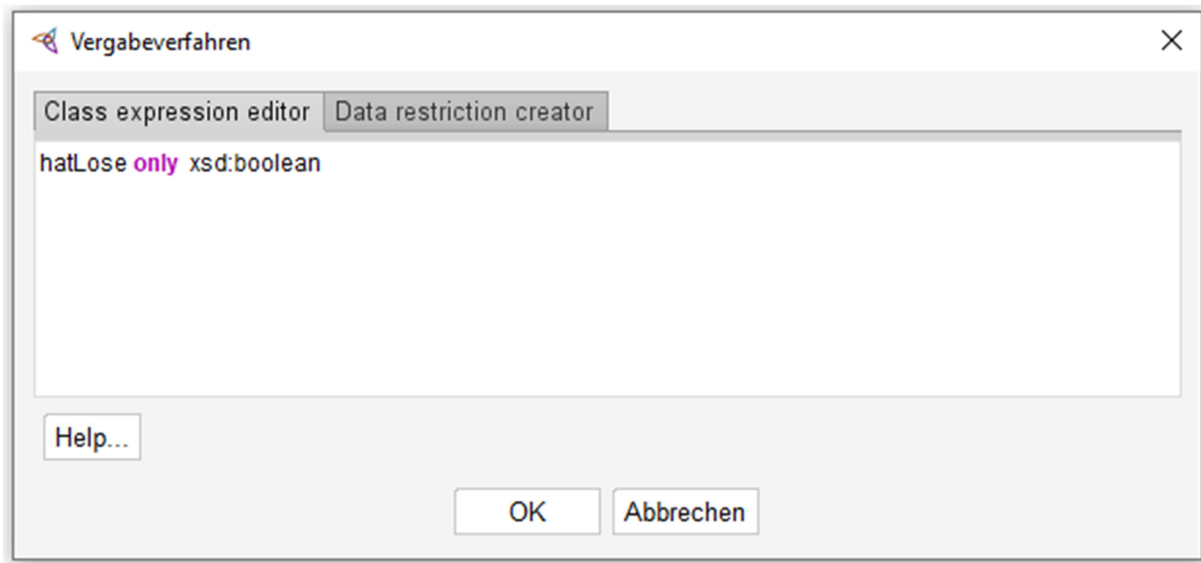 Vergabeverfahren
Class expression editor Data restriction creator
hatLose only xsd:boolean
Help...
OK Abbrechen